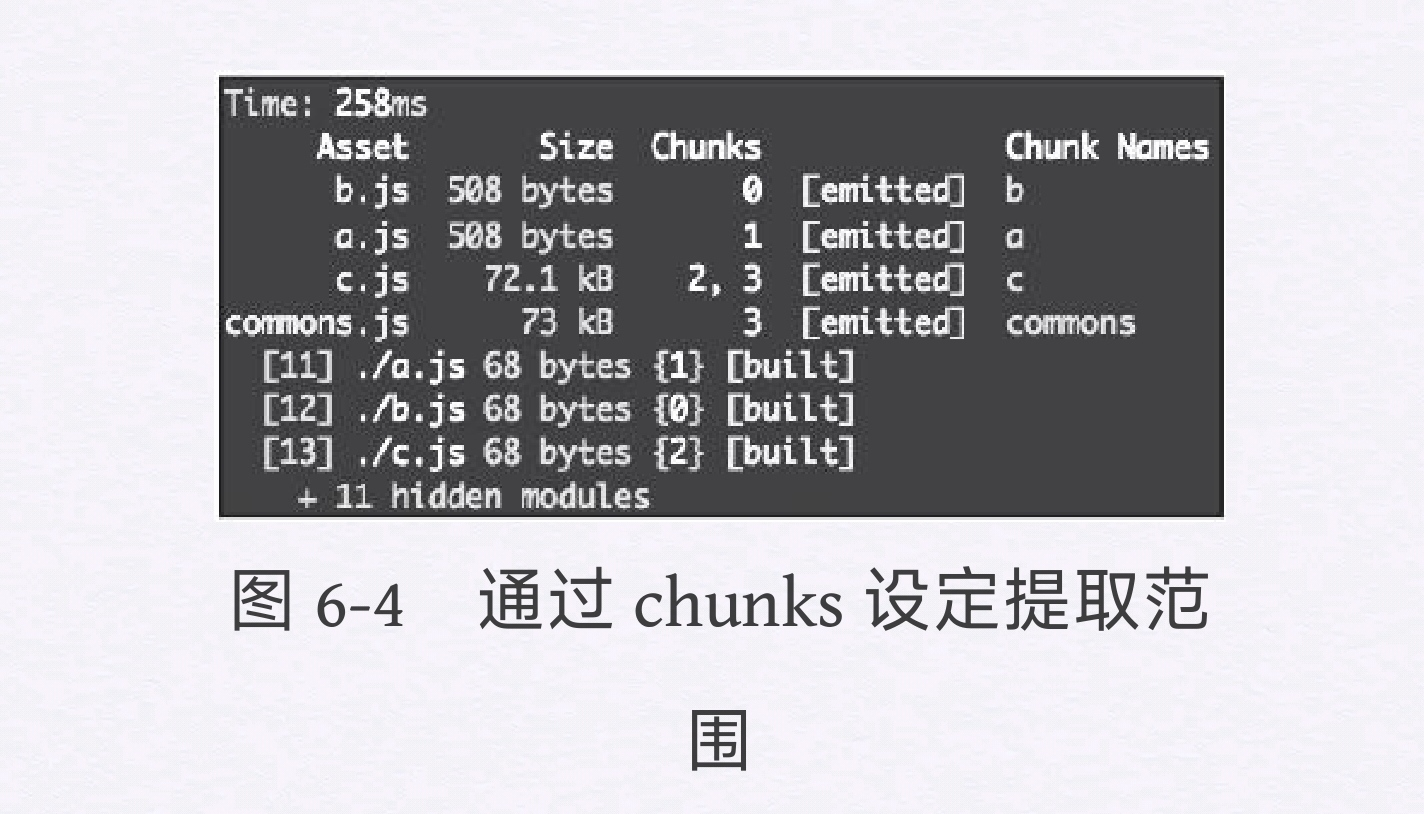 Time: 258ms
Asset Size Chunks Chunk Names
b.js 508 bytes 0 [emitted] b
a.js 508 bytes 1 [emitted] a
c.js 72.1 kB 2, 3 [emitted] c
commons.js 73 kB 3 [emitted] commons
[11] ./a.js 68 bytes {1} [built]
[12] ./b.js 68 bytes {0} [built]
[13] ./c.js 68 bytes {2} [built]
+ 11 hidden modules
图 6-4 通过 chunks 设定提取范
围